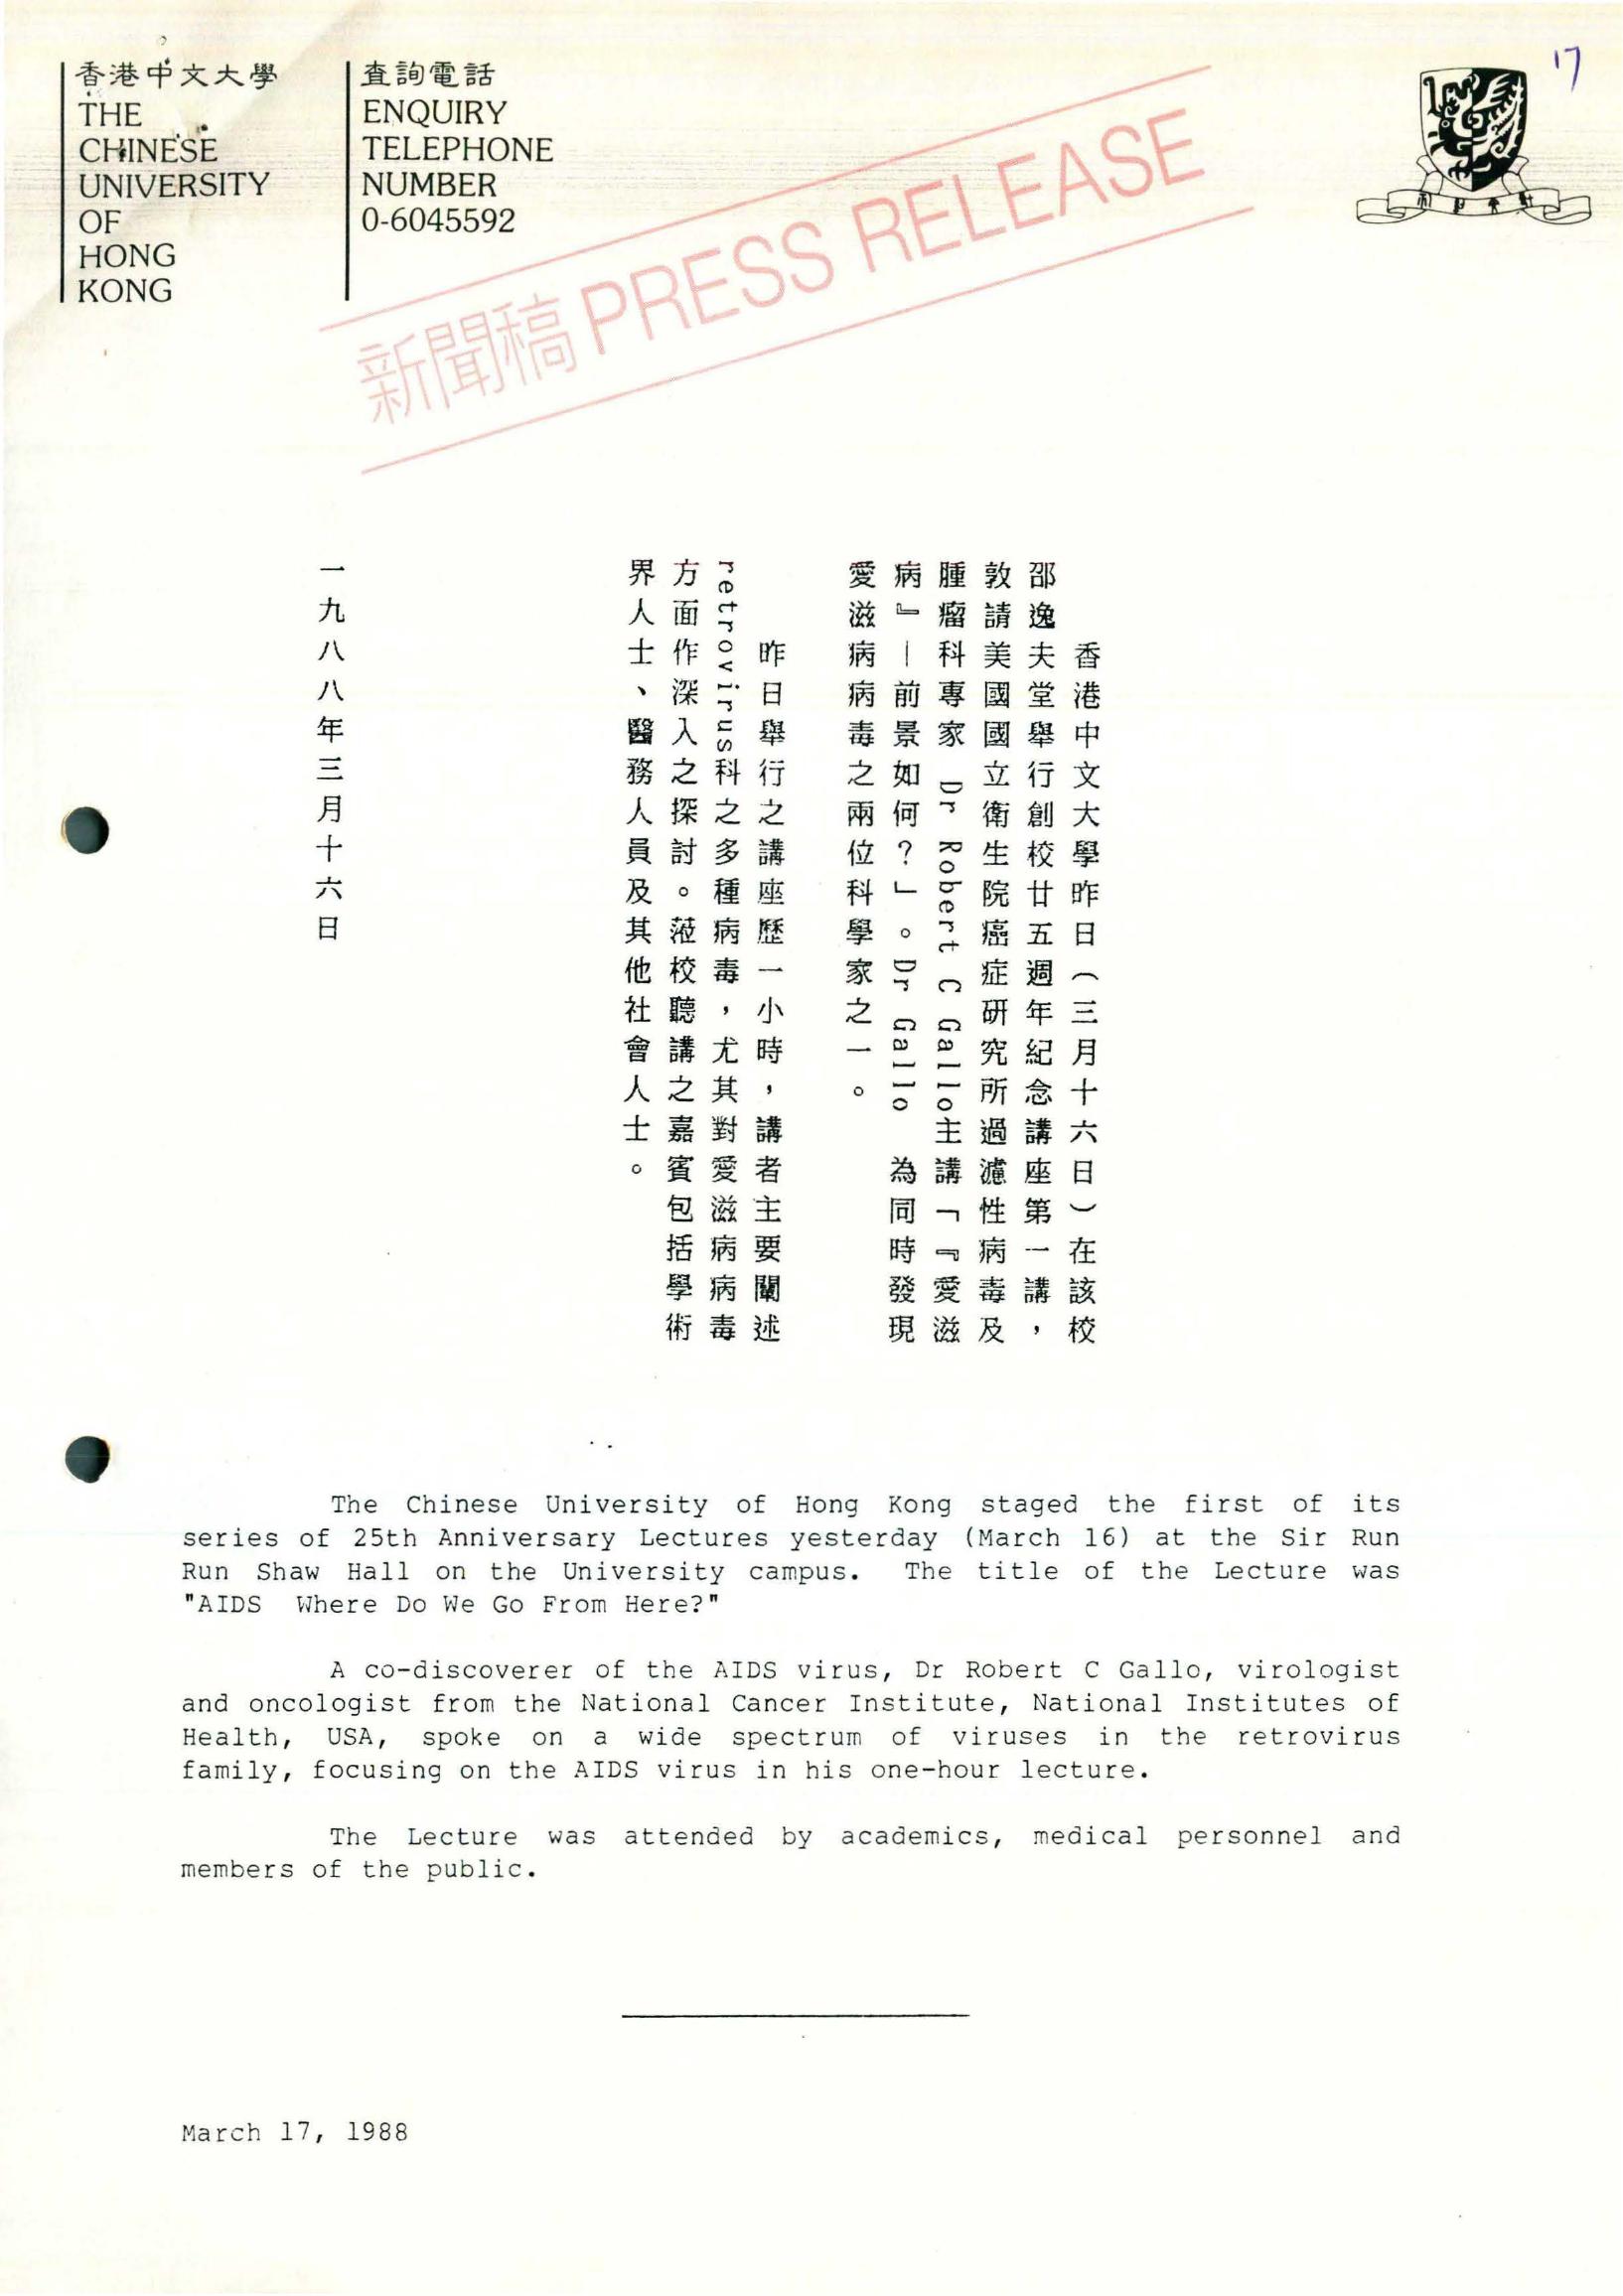 香港中文大學
THE
CHINESE
UNIVERSITY
OF
HONG
KONG
查詢電話
ENQUIRY
TELEPHONE
NUMBER
0-6045592
17
新聞稿 PRESS RELEASE
香港中文大學昨日(三月十六日)在該校
邵逸夫堂舉行創校廿五週年紀念講座第一講，
敦請美國國立衛生院癌症研究所過濾性病毒及
腫瘤科專家 Dr Robert C Gallo主講「『愛滋
病』—前景如何？」。Dr Gallo 為同時發現
愛滋病病毒之兩位科學家之一。
昨日舉行之講座歷一小時，講者主要闡述
retrovirus科之多種病毒，尤其對愛滋病病毒
方面作深入之探討。蒞校聽講之嘉賓包括學術
界人士、醫務人員及其他社會人士。
一九八八年三月十六日
The Chinese University of Hong Kong staged the first of its
series of 25th Anniversary Lectures yesterday (March 16) at the Sir Run
Run Shaw Hall on the University campus. The title of the Lecture was
"AIDS Where Do We Go From Here?"
A co-discoverer of the AIDS virus, Dr Robert C Gallo, virologist
and oncologist from the National Cancer Institute, National Institutes of
Health, USA, spoke on a wide spectrum of viruses in the retrovirus
family, focusing on the AIDS virus in his one-hour lecture.
The Lecture was attended by academics, medical personnel and
members of the public.
March 17, 1988